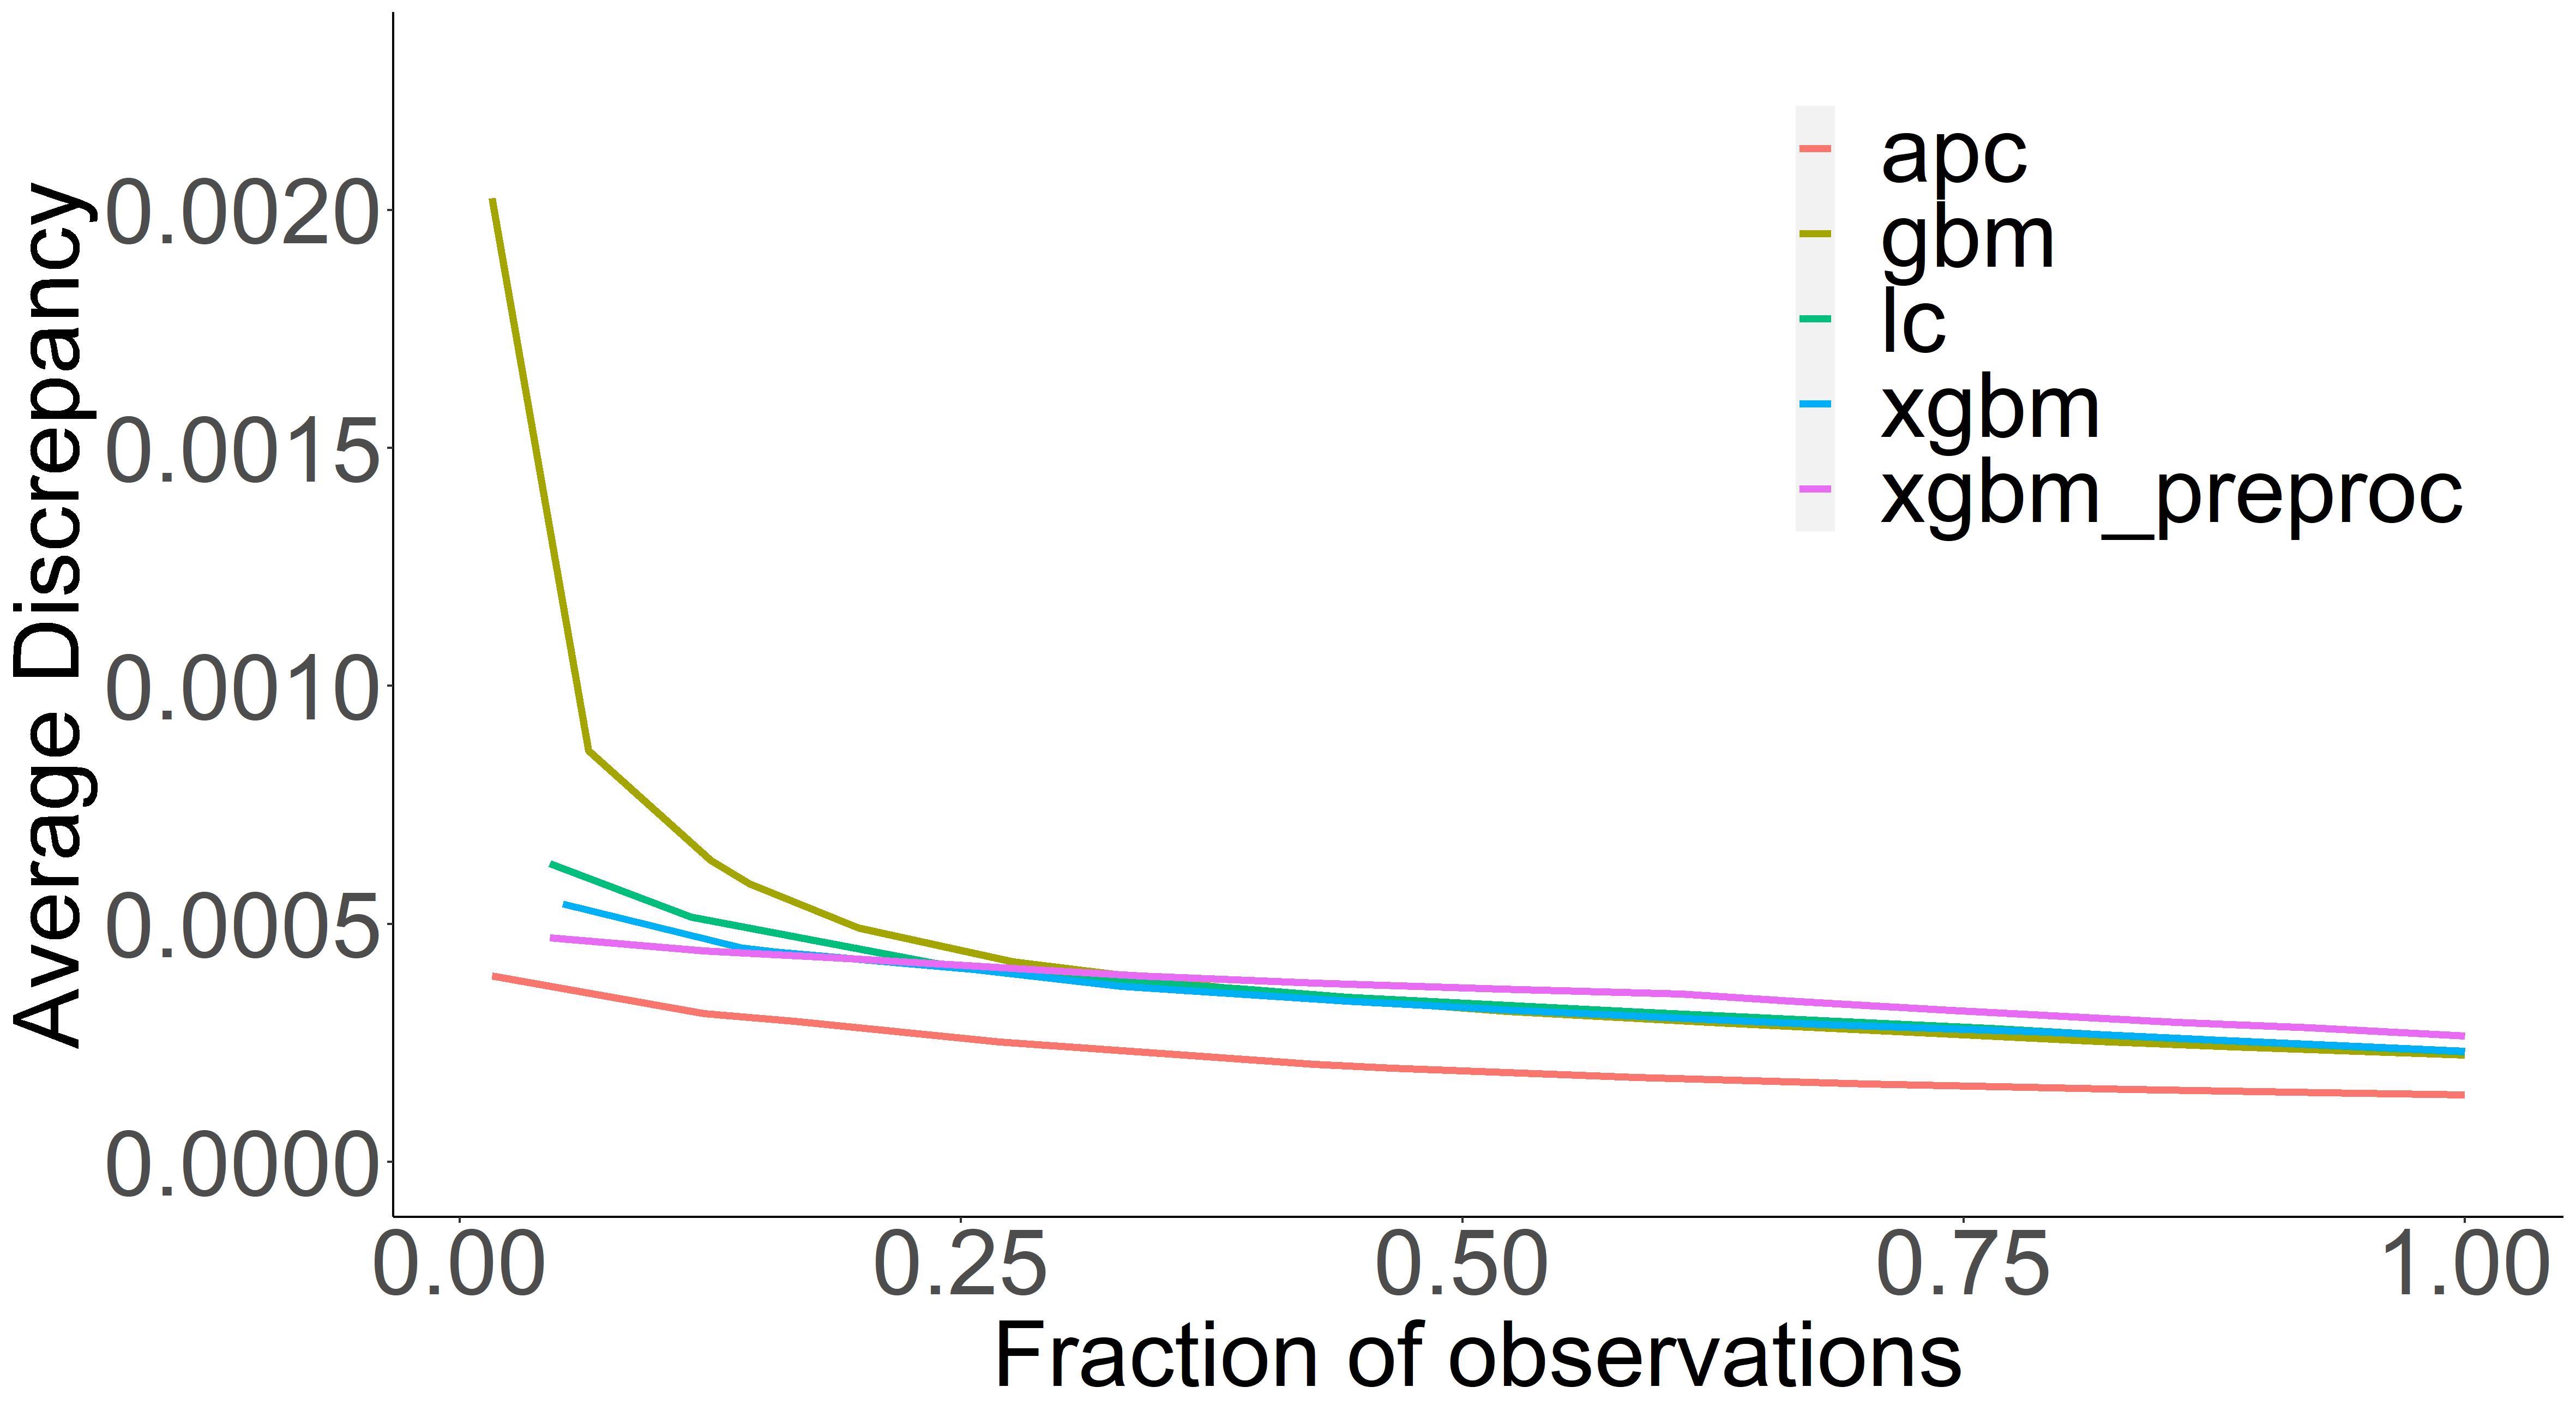 Average Discrepancy
0.0020
0.0015
0.0010
0.0005
0.0000
apc
gbm
lc
xgbm
xgbm_preproc
0.00 0.25 0.50 0.75 1.00
Fraction of observations